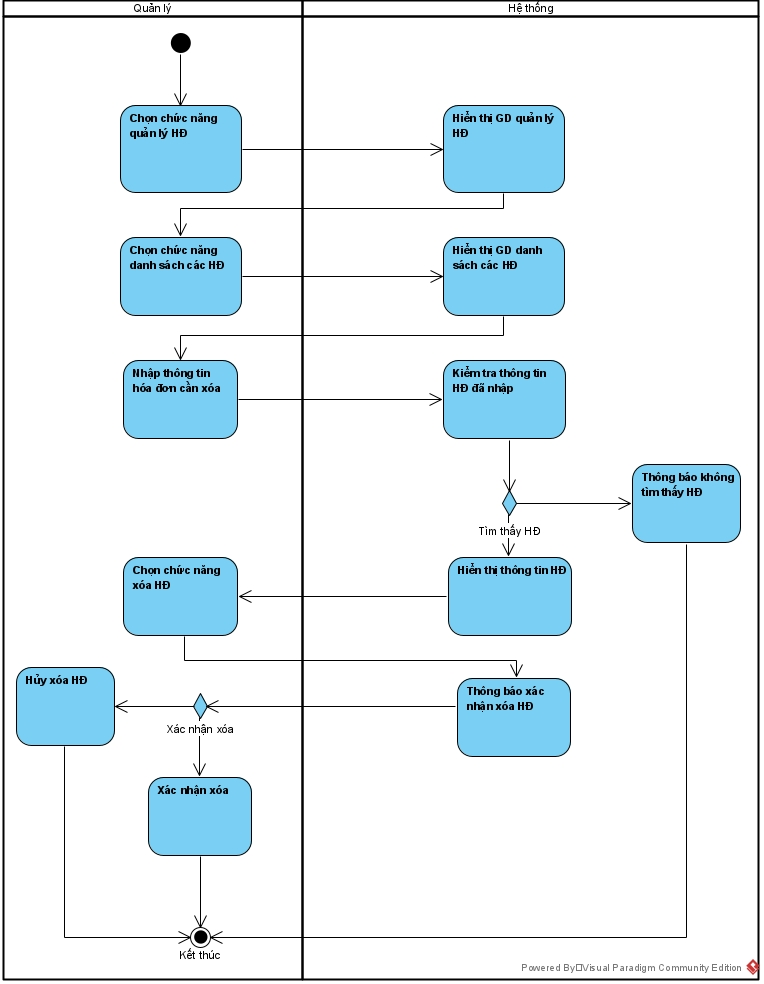 Quản lý
Hệ thống
Chọn chức năng
quản lý HĐ
Hiển thị GD quản lý
HĐ
Chọn chức năng
danh sách các HĐ
Hiển thị GD danh
sách các HĐ
Nhập thông tin
hóa đơn cần xóa
Kiểm tra thông tin
HĐ đã nhập
Thông báo không
tìm thấy HĐ
Tìm thấy HĐ
Chọn chức năng
xóa HĐ
Hiển thị thông tin HĐ
Hủy xóa HĐ
Thông báo xác
nhận xóa HĐ
Xác nhận xóa
Xác nhận xóa
Kết thúc
Powered By Visual Paradigm Community Edition